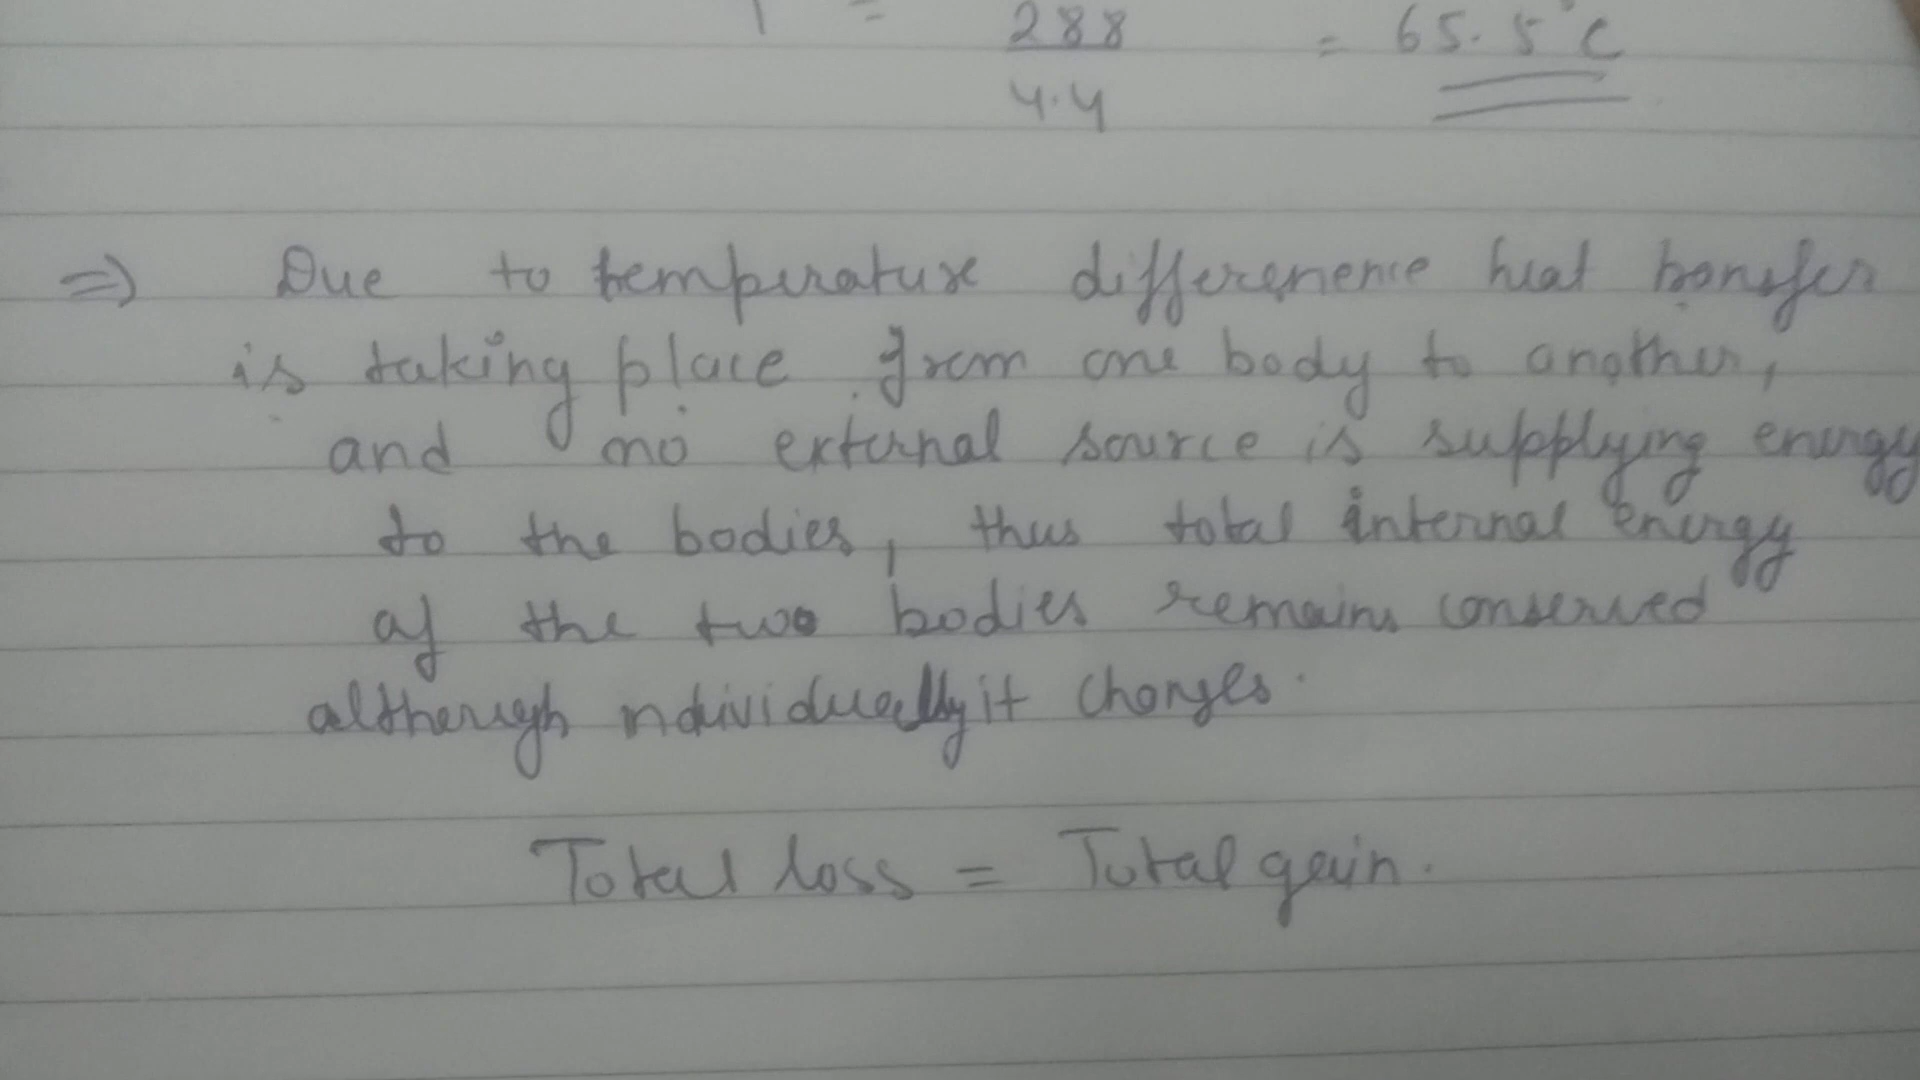 = 288 = 65.5°C
4.4
⇒ Due to temperature differenence heat transfer
is taking place from one body to another,
and no external source is supplying energy
to the bodies, thus total internal energy
of the two bodies remains conserved
although individually it changes.
Total loss = Total gain.